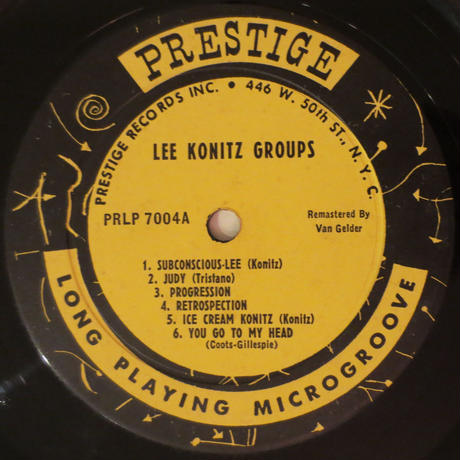 PRESTIGE
PRESTIGE RECORDS INC. • 446 W. 50th ST., N. Y. C.
LEE KONITZ GROUPS
PRLP 7004A
Remastered By
Van Gelder
1. SUBCONSCIOUS-LEE (Konitz)
2. JUDY (Tristano)
3. PROGRESSION
4. RETROSPECTION
5. ICE CREAM KONITZ (Konitz)
6. YOU GO TO MY HEAD
(Coots-Gillespie)
LONG PLAYING MICROGROOVE